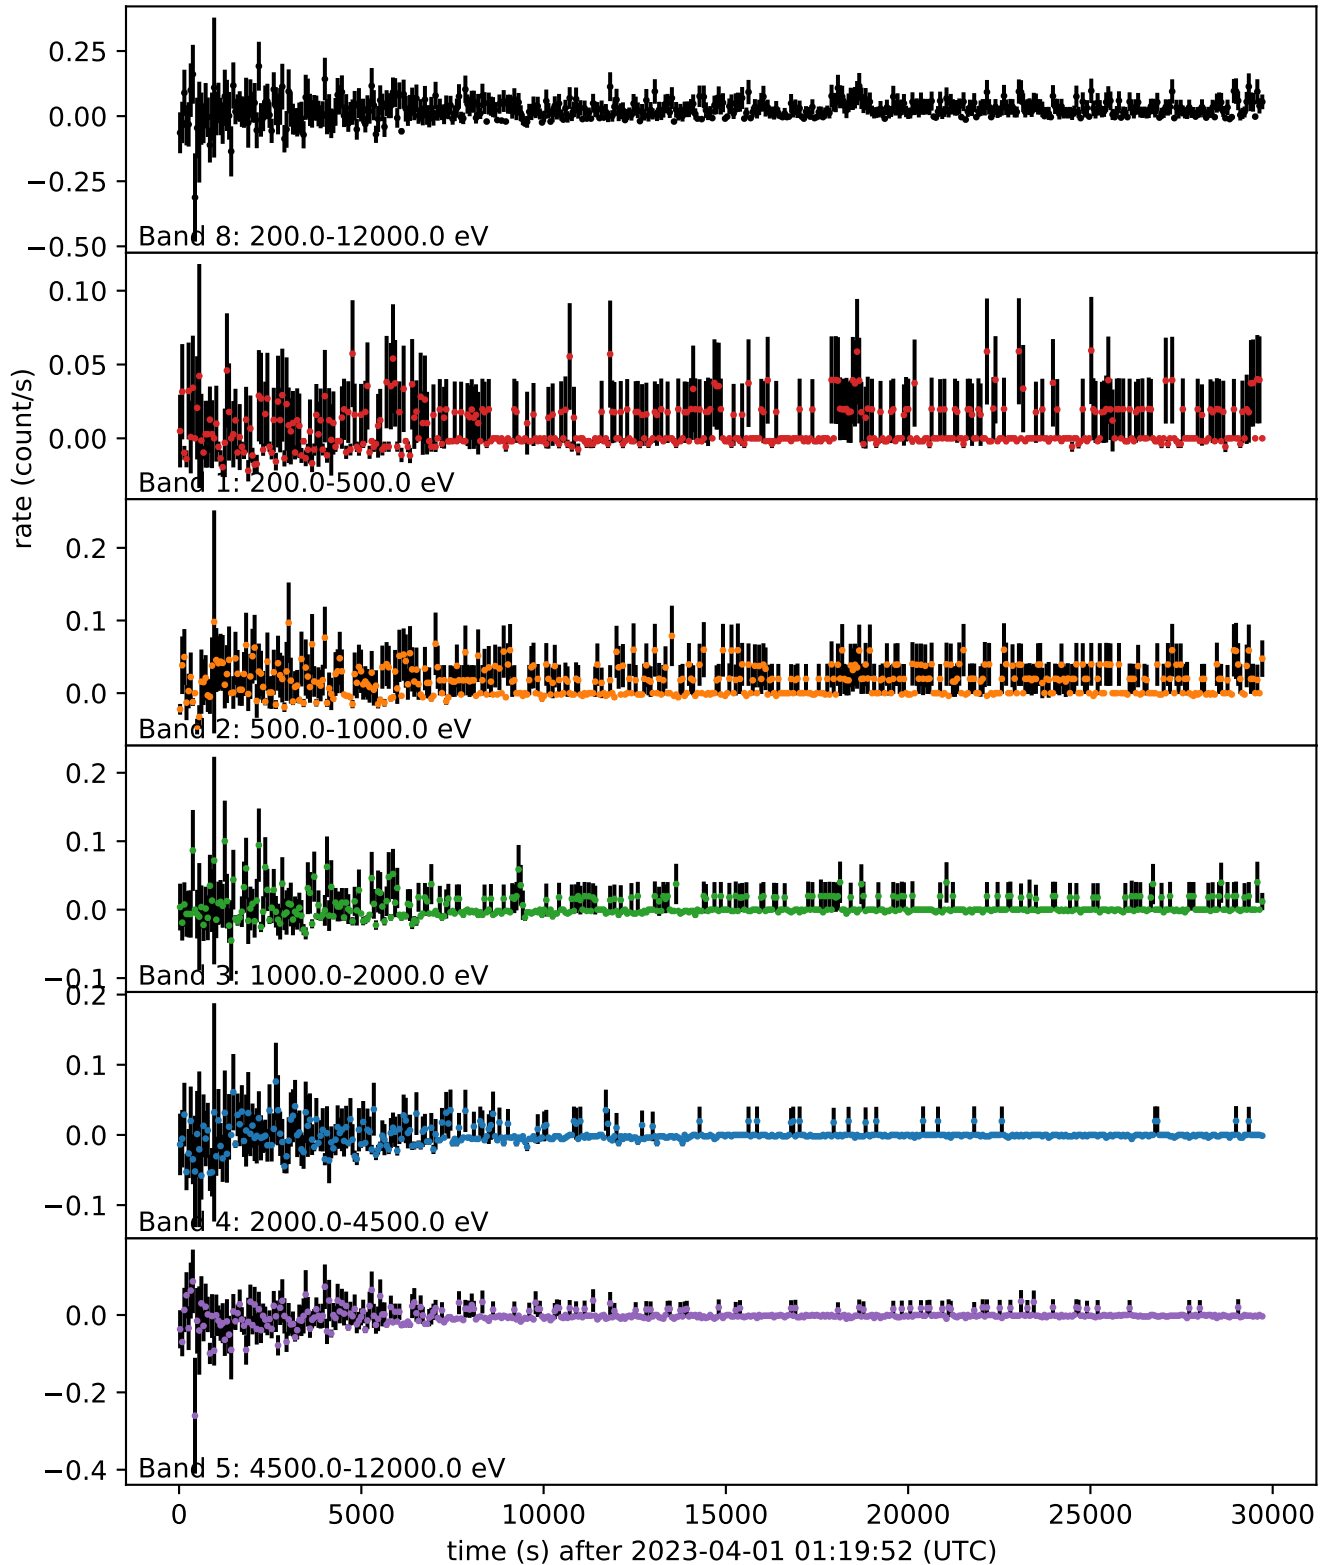 0.25
0.00
−0.25
−0.50
Band 8: 200.0-12000.0 eV
0.10
0.05
0.00
Band 1: 200.0-500.0 eV
rate (count/s)
0.2
0.1
0.0
Band 2: 500.0-1000.0 eV
0.2
0.1
0.0
−0.1
Band 3: 1000.0-2000.0 eV
0.2
0.1
0.0
−0.1
Band 4: 2000.0-4500.0 eV
0.0
−0.2
−0.4
Band 5: 4500.0-12000.0 eV
0 5000 10000 15000 20000 25000 30000
time (s) after 2023-04-01 01:19:52 (UTC)